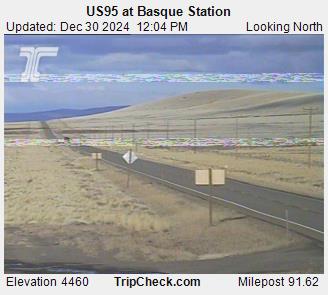 US95 at Basque Station
Updated: Dec 30 2024 12:04 PM Looking North
Elevation 4460 TripCheck.com Milepost 91.62